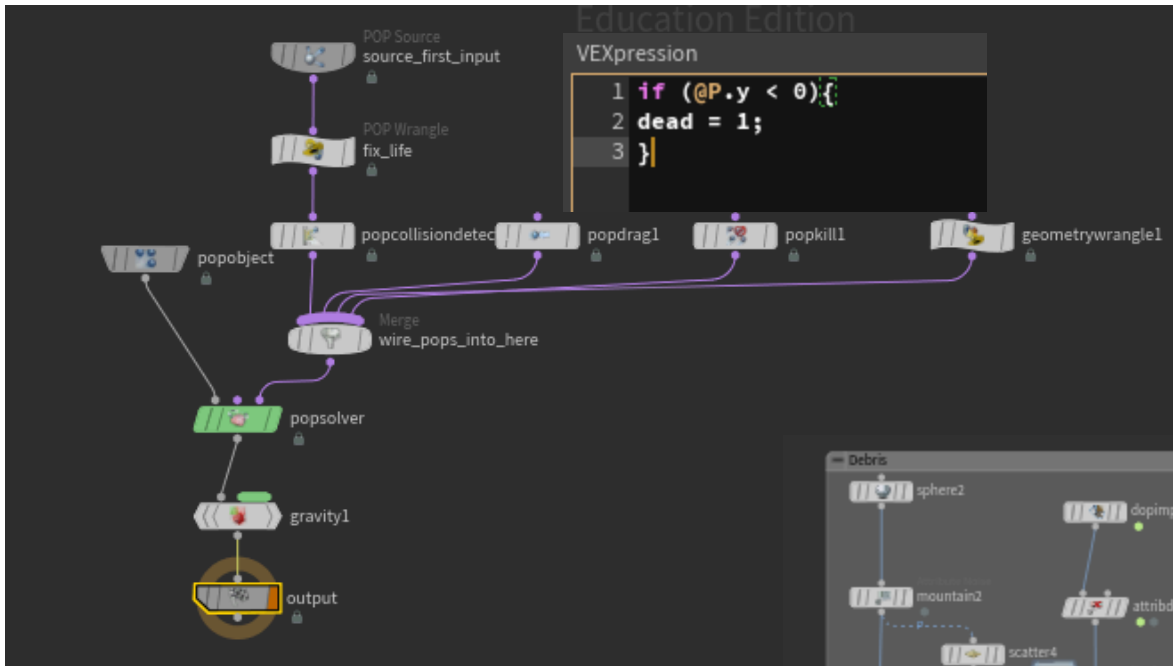 Education Edition
POP Source
source_first_input
VEXpression
1 if (@P.y < 0){
2 dead = 1;
3 }
POP Wrangle
fix_life
popcollisiondetec
popdrag1
popkill1
geometrywrangle1
popobject
Merge
wire_pops_into_here
popsolver
Debris
sphere2
gravity1
dopimp
output
mountain2
attribd
scatter4